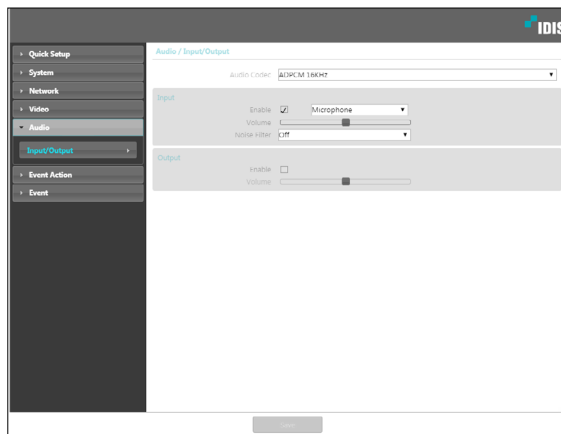 IDIS
Quick Setup
System
Network
Video
Audio
Input/Output
Event Action
Event
Audio / Input/Output
Audio Codec ADPCM 16KHz
Input
Enable Microphone
Volume
Noise Filter Off
Output
Enable
Volume